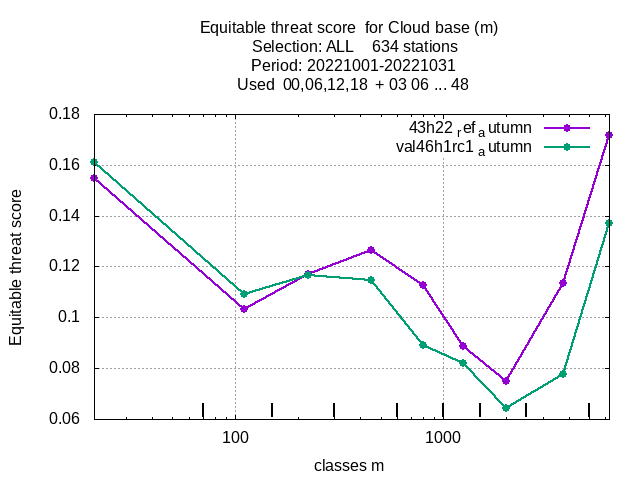 Equitable threat score  for Cloud base (m)
Selection: ALL    634 stations
Period: 20221001-20221031
Used  00,06,12,18  + 03 06 ... 48
43h22 ref autumn
val46h1rc1 autumn
0.18
0.16
0.14
0.12
0.1
0.08
0.06
Equitable threat score
100
1000
classes m